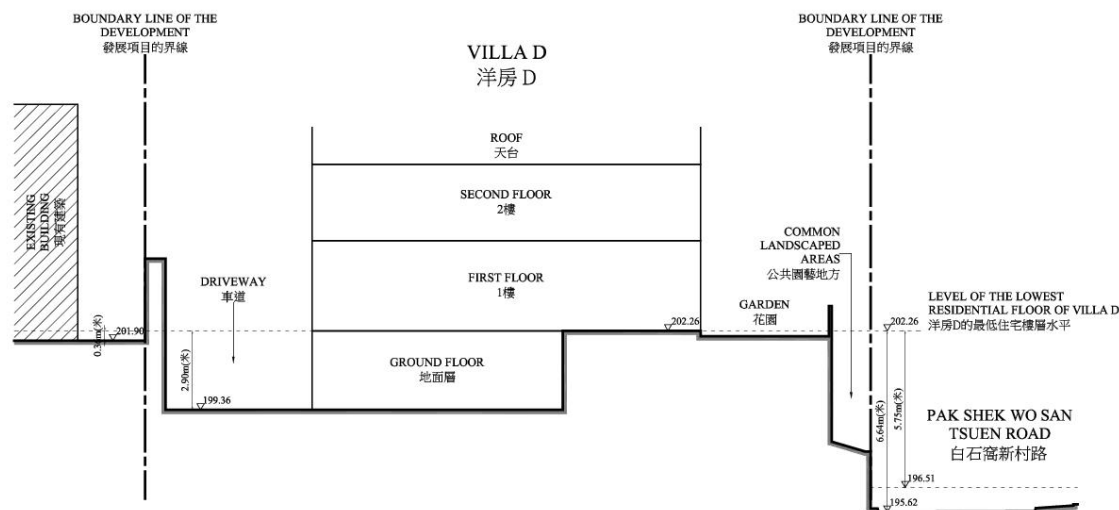 BOUNDARY LINE OF THE
DEVELOPMENT
發展項目的界線
VILLA D
洋房 D
BOUNDARY LINE OF THE
DEVELOPMENT
發展項目的界線
ROOF
天台
SECOND FLOOR
2樓
EXISTING
BUILDING
現有建築
COMMON
LANDSCAPED
AREAS
公共園藝地方
DRIVEWAY
車道
FIRST FLOOR
1樓
GARDEN
花園
LEVEL OF THE LOWEST
RESIDENTIAL FLOOR OF VILLA D
洋房D的最低住宅樓層水平
0.36m(米)
201.90
202.26
202.26
2.90m(米)
GROUND FLOOR
地面層
199.36
6.64m(米)
5.75m(米)
PAK SHEK WO SAN
TSUEN ROAD
白石窩新村路
196.51
195.62